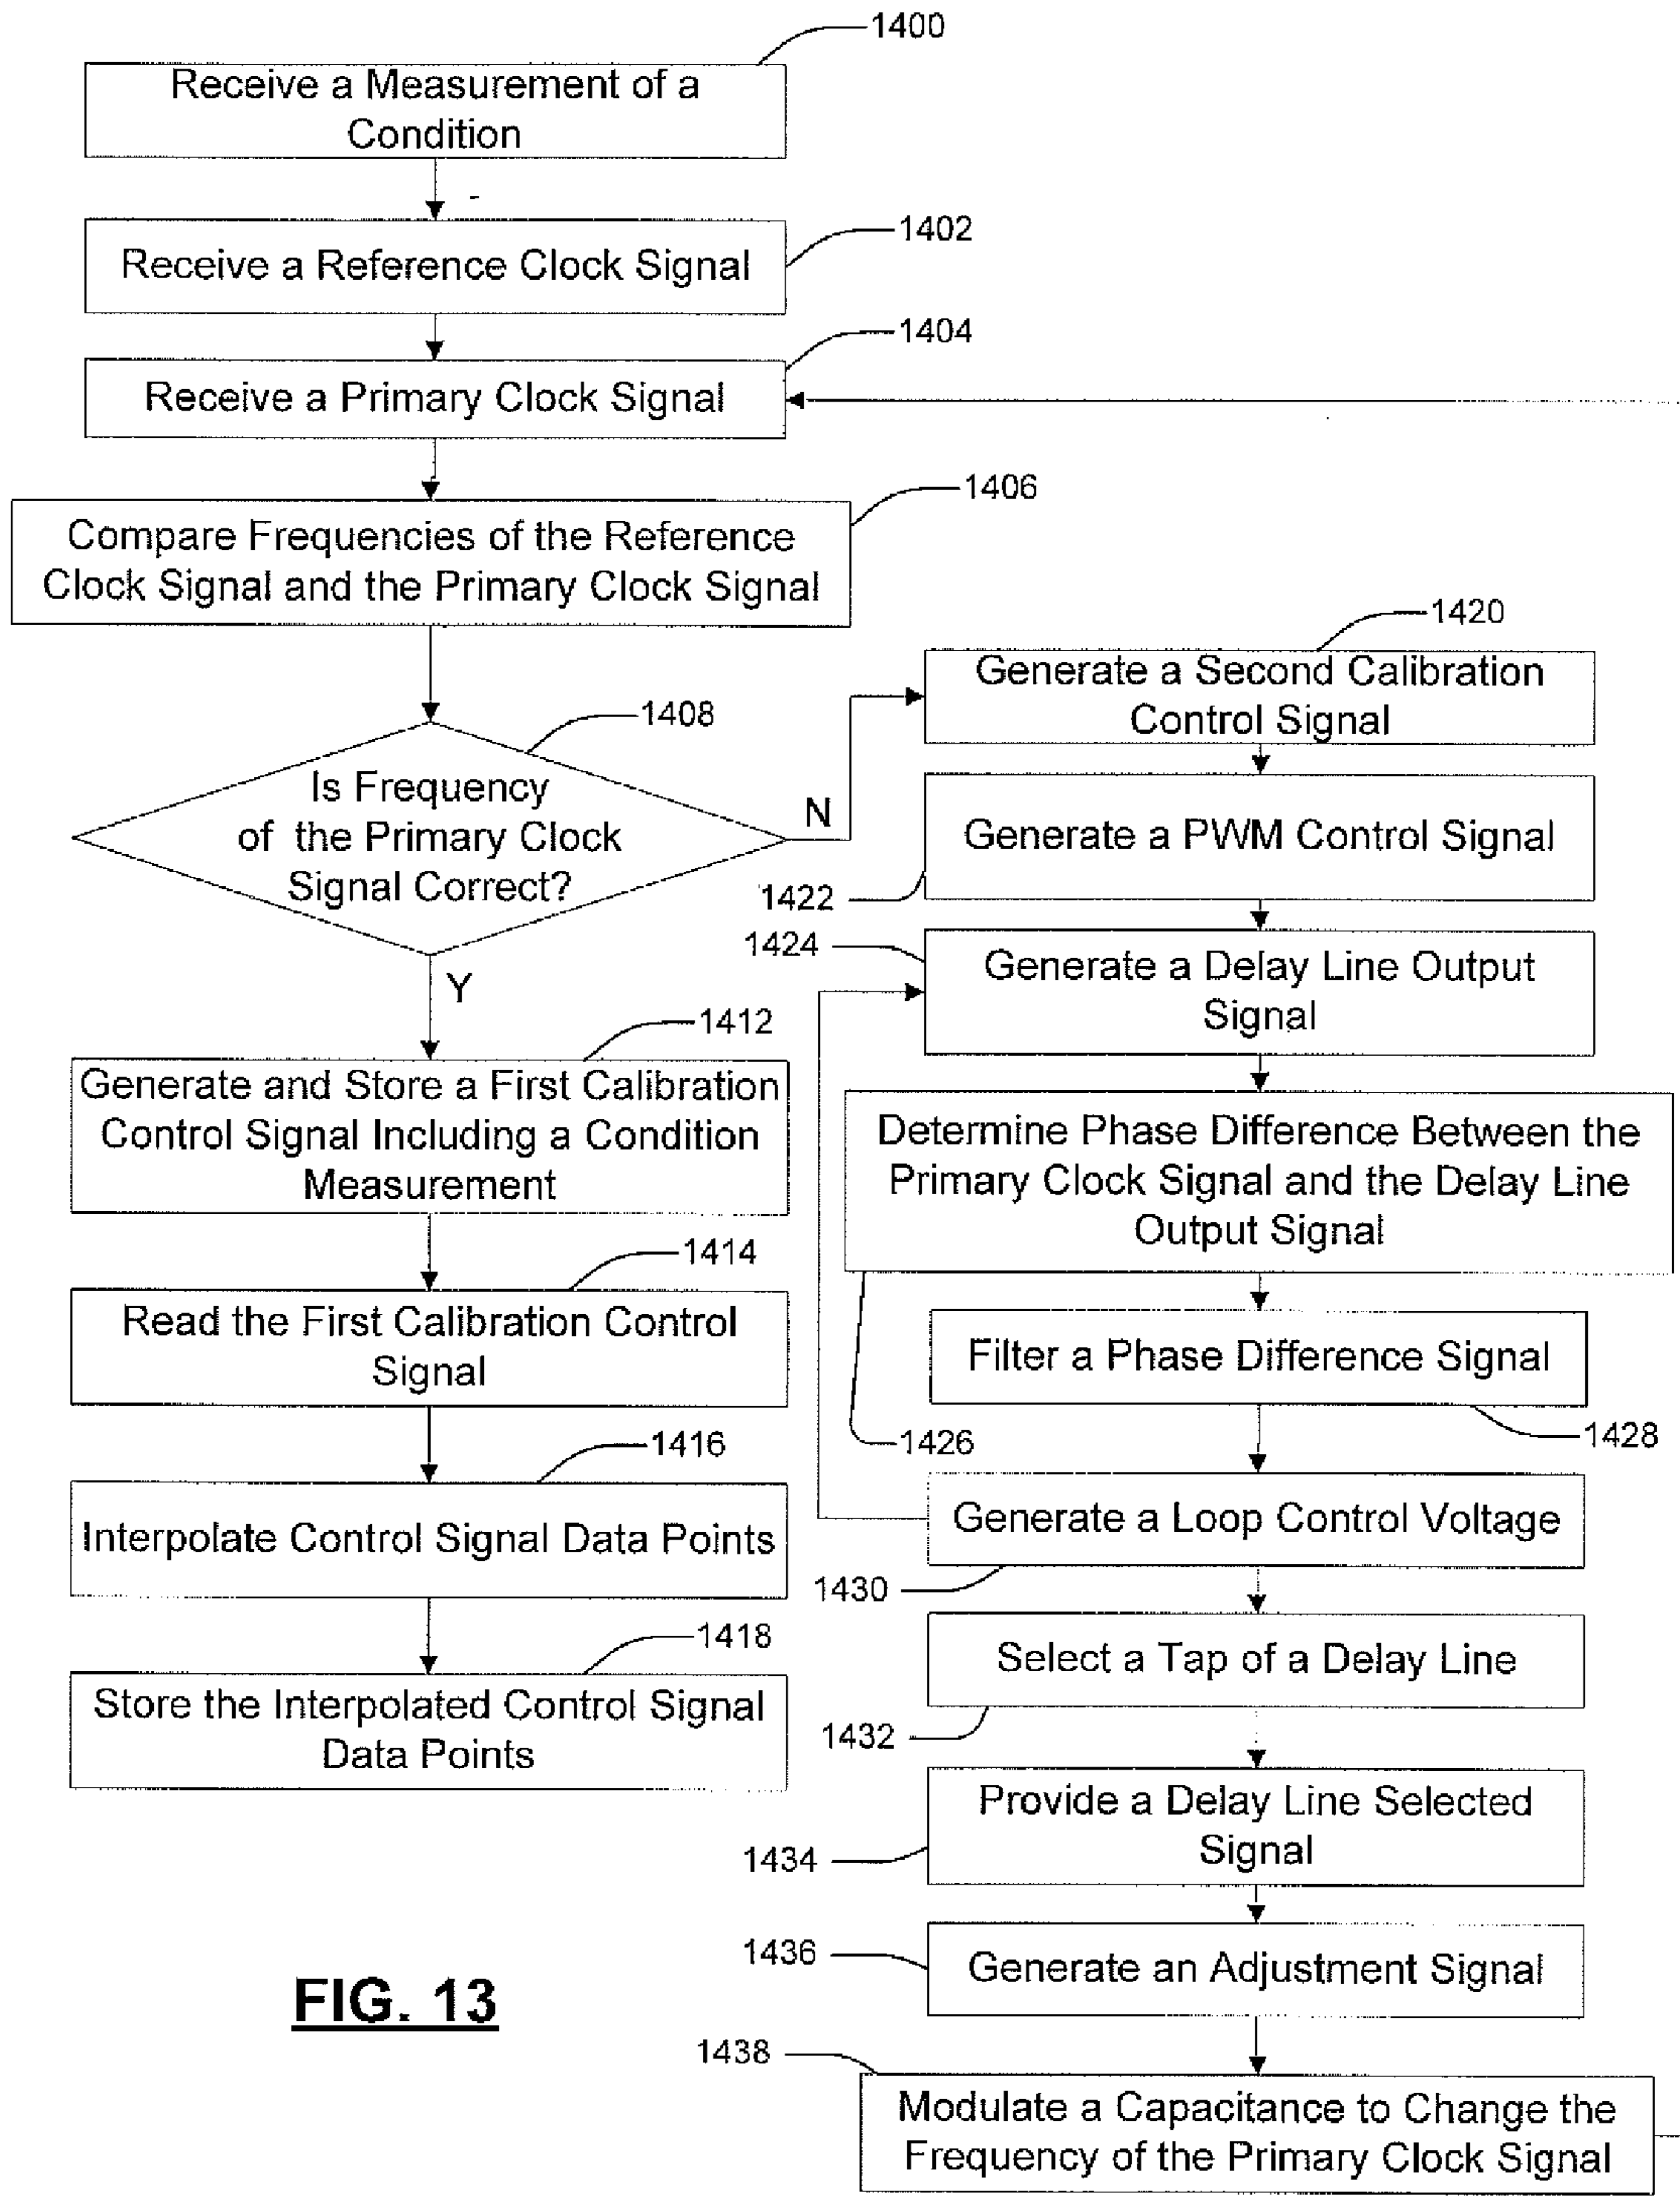 1400
Receive a Measurement of a
Condition
1402
Receive a Reference Clock Signal
1404
Receive a Primary Clock Signal
1406
Compare Frequencies of the Reference
Clock Signal and the Primary Clock Signal
1408
Is Frequency
of the Primary Clock
Signal Correct?
N
Y
1412
Generate and Store a First Calibration
Control Signal Including a Condition
Measurement
1414
Read the First Calibration Control
Signal
1416
Interpolate Control Signal Data Points
1418
Store the Interpolated Control Signal
Data Points
1420
Generate a Second Calibration
Control Signal
Generate a PWM Control Signal
1422
1424
Generate a Delay Line Output
Signal
Determine Phase Difference Between the
Primary Clock Signal and the Delay Line
Output Signal
1426
Filter a Phase Difference Signal
1428
Generate a Loop Control Voltage
1430
Select a Tap of a Delay Line
1432
Provide a Delay Line Selected
Signal
1434
1436
Generate an Adjustment Signal
1438
Modulate a Capacitance to Change the
Frequency of the Primary Clock Signal
FIG. 13